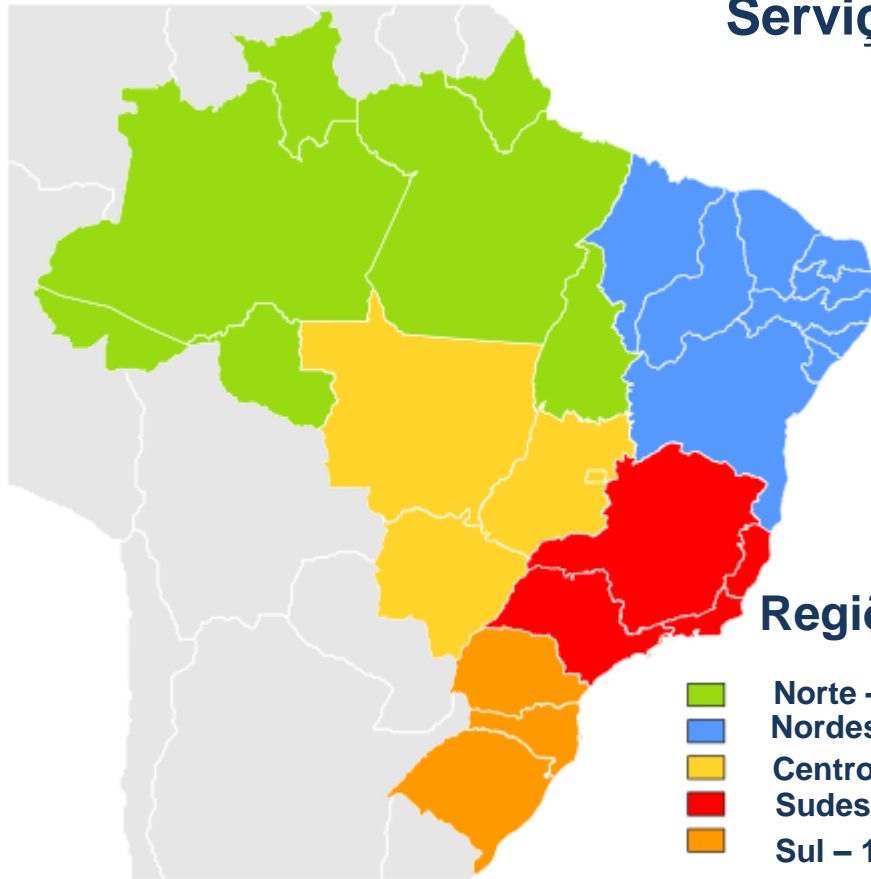 Serviç
Regiõ
Norte -
Nordes
Centro
Sudes
Sul – 1